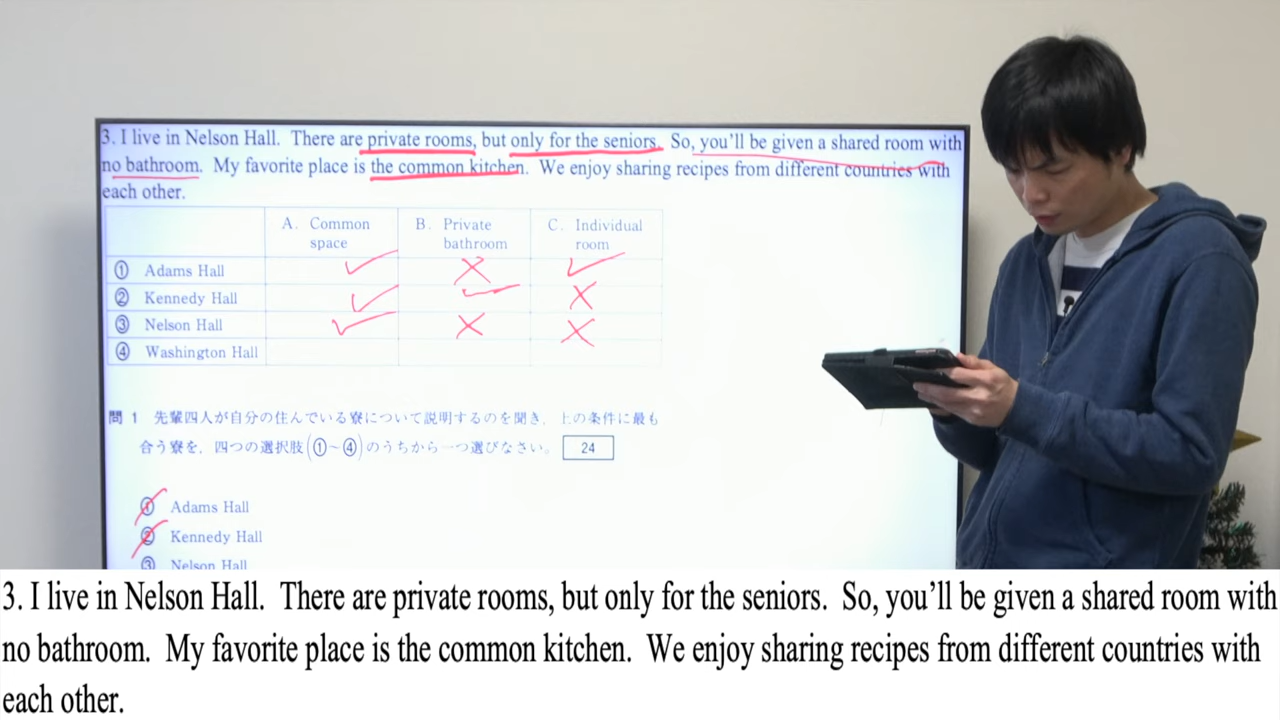 3. I live in Nelson Hall. There are private rooms, but only for the seniors. So, you'll be given a shared room with
no bathroom. My favorite place is the common kitchen. We enjoy sharing recipes from different countries with
each other.
A. Common space
B. Private bathroom
C. Individual room
① Adams Hall
② Kennedy Hall
③ Nelson Hall
④ Washington Hall
問 1 先輩四人が自分の住んでいる寮について説明するのを聞き,上の条件に最も
合う寮を,四つの選択肢(①~④)のうちから一つ選びなさい。 24
① Adams Hall
② Kennedy Hall
③ Nelson Hall
3. I live in Nelson Hall. There are private rooms, but only for the seniors. So, you'll be given a shared room with
no bathroom. My favorite place is the common kitchen. We enjoy sharing recipes from different countries with
each other.